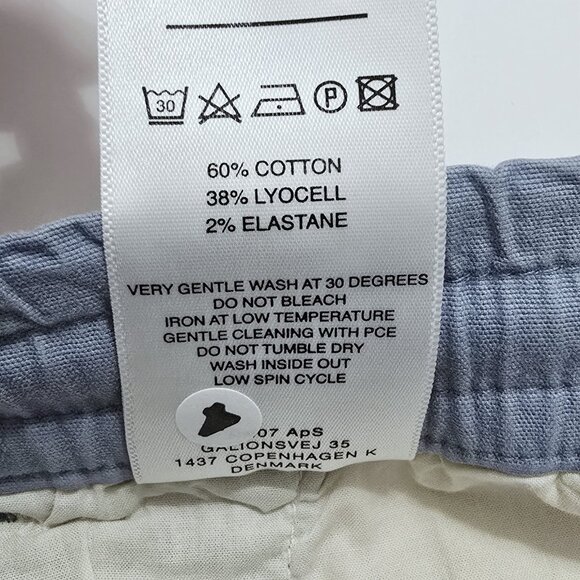 30 P
60% COTTON
38% LYOCELL
2% ELASTANE
VERY GENTLE WASH AT 30 DEGREES
DO NOT BLEACH
IRON AT LOW TEMPERATURE
GENTLE CLEANING WITH PCE
DO NOT TUMBLE DRY
WASH INSIDE OUT
LOW SPIN CYCLE
07 ApS
GALIONSVEJ 35
1437 COPENHAGEN K
DENMARK